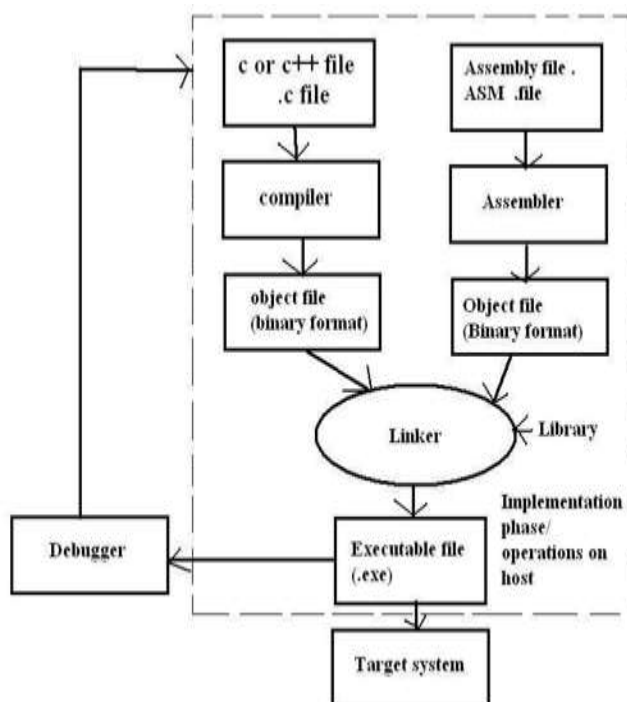 c or c++ file
.c file
Assembly file .
ASM .file
compiler
Assembler
object file
(binary format)
Object file
(Binary format)
Linker
Library
Implementation
phase/
operations on
host
Debugger
Executable file
(.exe)
Target system